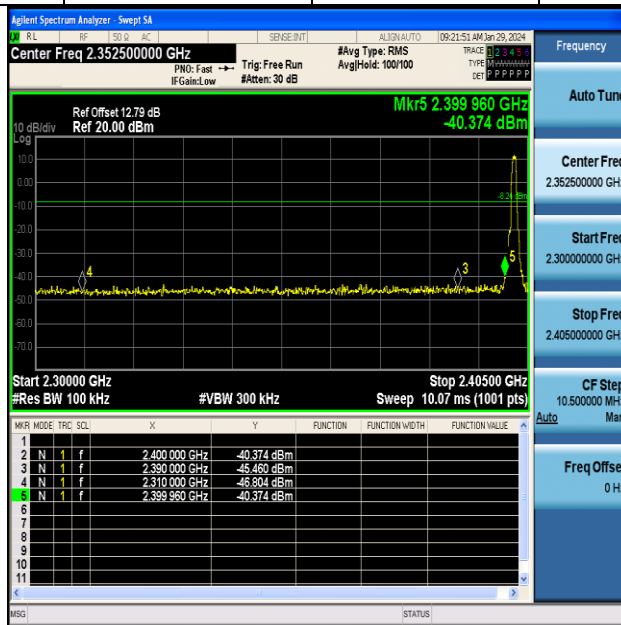 Agilent Spectrum Analyzer - Swept SA
RL RF 50 Ω AC SENSE:INT ALIGN AUTO 09:21:51 AM Jan 29, 2024
Center Freq 2.352500000 GHz #Avg Type: RMS TRACE 1 2 3 4 5 6
PNO: Fast Trig: Free Run Avg|Hold: 100/100 TYPE M
IFGain:Low #Atten: 30 dB DET P P P P P P
Mkr5 2.399 960 GHz
-40.374 dBm
Ref Offset 12.79 dB
10 dB/div Ref 20.00 dBm
Log
10.0
0.00
-10.0
-8.24 dBm
-20.0
-30.0
-40.0
-50.0
-60.0
-70.0
4
3
5
Start 2.30000 GHz Stop 2.40500 GHz
#Res BW 100 kHz #VBW 300 kHz Sweep 10.07 ms (1001 pts)
MKR MODE TRC SCL X Y FUNCTION FUNCTION WIDTH FUNCTION VALUE
1
2 N 1 f 2.400 000 GHz -40.374 dBm
3 N 1 f 2.390 000 GHz -45.460 dBm
4 N 1 f 2.310 000 GHz -46.804 dBm
5 N 1 f 2.399 960 GHz -40.374 dBm
6
7
8
9
10
11
MSG STATUS
Frequency
Auto Tune
Center Freq
2.352500000 GHz
Start Freq
2.300000000 GHz
Stop Freq
2.405000000 GHz
CF Step
10.500000 MHz
Auto Man
Freq Offset
0 Hz